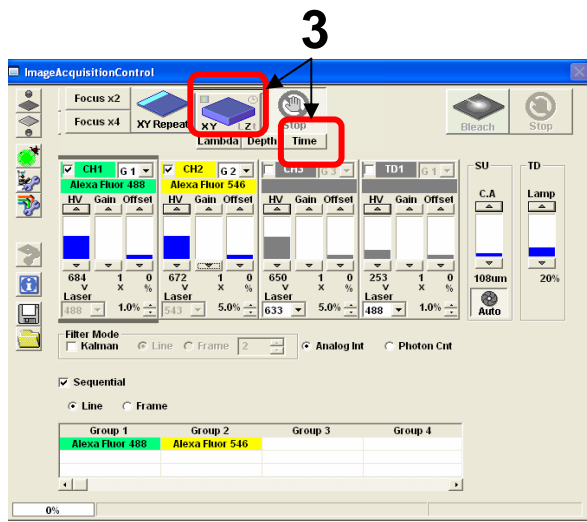 3
ImageAcquisitionControl
Focus x2
Focus x4
XY Repeat
XY LZt
Stop
Lambda Depth Time
Bleach
Stop
CH1 G 1
CH2 G 2
CH3 G 3
TD1 G 1
SU
TD
Alexa Fluor 488
Alexa Fluor 546
HV Gain Offset
HV Gain Offset
HV Gain Offset
HV Gain Offset
C.A
Lamp
684 1 0
672 1 0
650 1 0
253 1 0
108um
20%
V X %
V X %
V X %
V X %
Laser
Laser
Laser
Laser
488 1.0%
543 5.0%
633 5.0%
488 1.0%
Auto
Filter Mode
Kalman Line Frame 2 Analog Int Photon Cnt
Sequential
Line Frame
Group 1 Group 2 Group 3 Group 4
Alexa Fluor 488 Alexa Fluor 546
0%